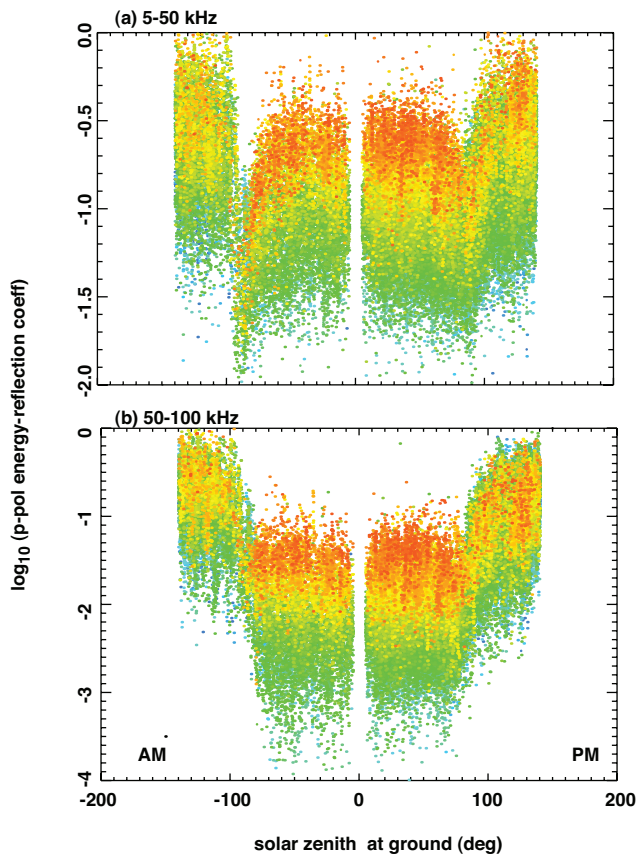 (a) 5-50 kHz
0.0
-0.5
-1.0
-1.5
-2.0
(b) 50-100 kHz
0
-1
-2
-3
-4
log10 (p-pol energy-reflection coeff)
AM
PM
-200
-100
0
100
200
solar zenith at ground (deg)